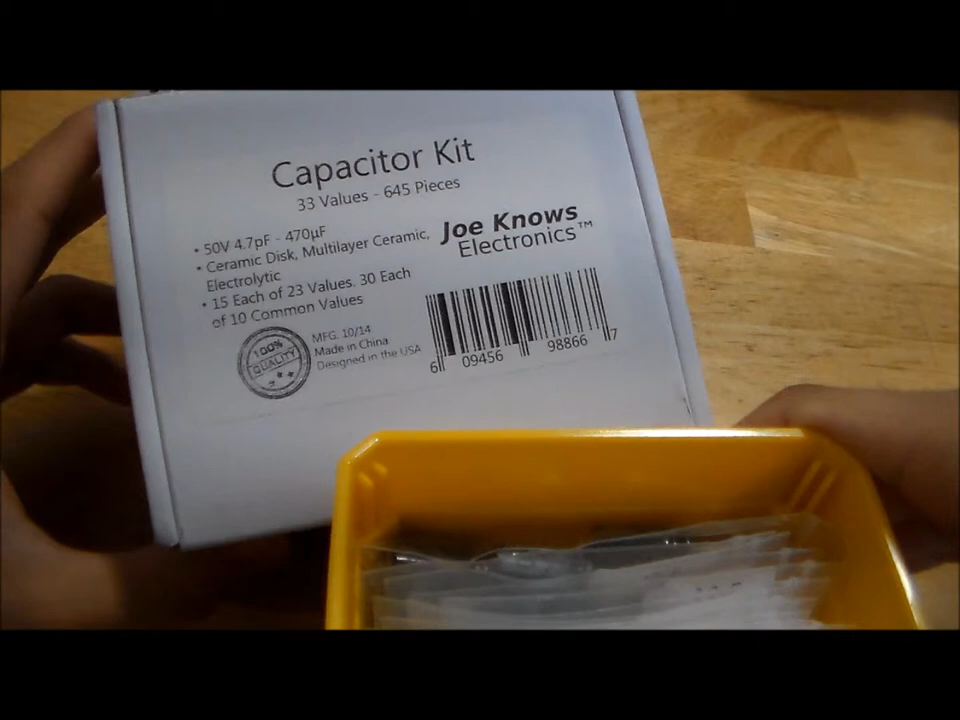 Capacitor Kit
33 Values - 645 Pieces
• 50V 4.7pF - 470µF
• Ceramic Disk, Multilayer Ceramic,
Electrolytic
• 15 Each of 23 Values. 30 Each
of 10 Common Values
Joe Knows
Electronics™
100%
QUALITY
MFG. 10/14
Made in China
Designed in the USA
6 09456 98866 7